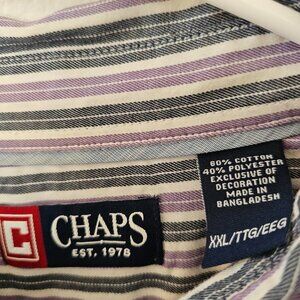 C
CHAPS
EST. 1978
60% COTTON
40% POLYESTER
EXCLUSIVE OF
DECORATION
MADE IN
BANGLADESH
XXL/TTG/EEG